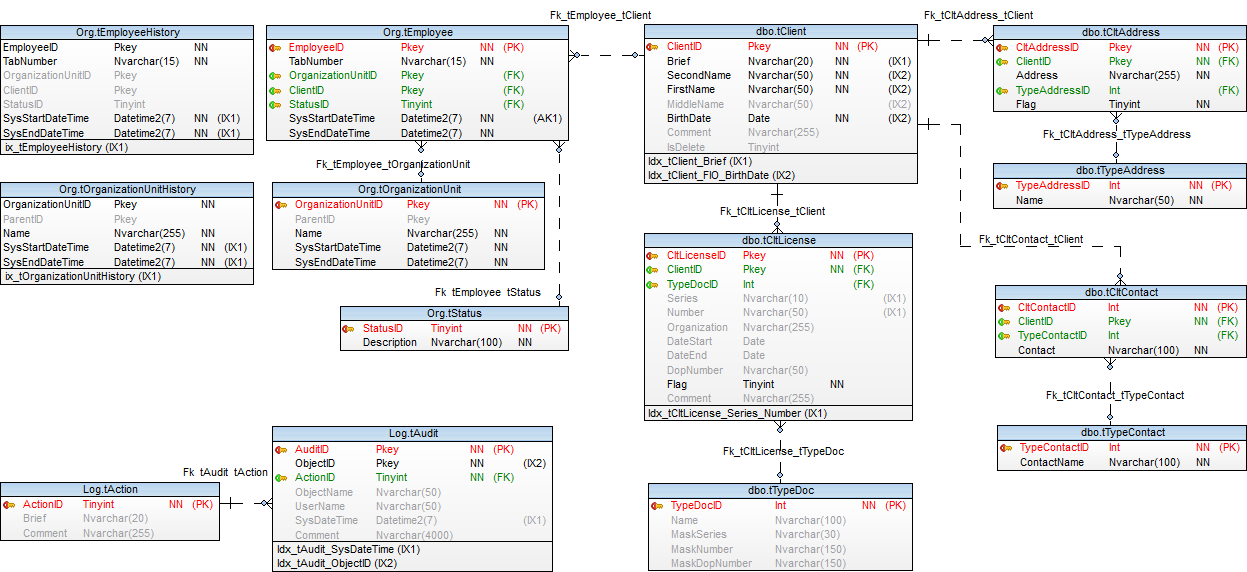 Fk_tEmployee_tClient
Fk_tCltAddress_tClient
Org.tEmployeeHistory
EmployeeID Pkey NN
TabNumber Nvarchar(15) NN
OrganizationUnitID Pkey
ClientID Pkey
StatusID Tinyint
SysStartDateTime Datetime2(7) NN (IX1)
SysEndDateTime Datetime2(7) NN (IX1)
ix_tEmployeeHistory (IX1)
Org.tEmployee
EmployeeID Pkey NN (PK)
TabNumber Nvarchar(15) NN
OrganizationUnitID Pkey (FK)
ClientID Pkey (FK)
StatusID Tinyint (FK)
SysStartDateTime Datetime2(7) NN (AK1)
SysEndDateTime Datetime2(7) NN
dbo.tClient
ClientID Pkey NN (PK)
Brief Nvarchar(20) NN (IX1)
SecondName Nvarchar(50) NN (IX2)
FirstName Nvarchar(50) NN (IX2)
MiddleName Nvarchar(50) (IX2)
BirthDate Date NN (IX2)
Comment Nvarchar(255)
IsDelete Tinyint
Idx_tClient_Brief (IX1)
Idx_tClient_FIO_BirthDate (IX2)
dbo.tCltAddress
CltAddressID Pkey NN (PK)
ClientID Pkey NN (FK)
Address Nvarchar(255) NN
TypeAddressID Int (FK)
Flag Tinyint NN
Fk_tCltAddress_tTypeAddress
Fk_tEmployee_tOrganizationUnit
Org.tOrganizationUnitHistory
OrganizationUnitID Pkey NN
ParentID Pkey
Name Nvarchar(255) NN
SysStartDateTime Datetime2(7) NN (IX1)
SysEndDateTime Datetime2(7) NN (IX1)
ix_tOrganizationUnitHistory (IX1)
Org.tOrganizationUnit
OrganizationUnitID Pkey NN (PK)
ParentID Pkey
Name Nvarchar(255) NN
SysStartDateTime Datetime2(7) NN
SysEndDateTime Datetime2(7) NN
dbo.tTypeAddress
TypeAddressID Int NN (PK)
Name Nvarchar(50) NN
Fk_tCltLicense_tClient
Fk_tCltContact_tClient
dbo.tCltLicense
CltLicenseID Pkey NN (PK)
ClientID Pkey NN (FK)
TypeDocID Int (FK)
Series Nvarchar(10) (IX1)
Number Nvarchar(50) (IX1)
Organization Nvarchar(255)
DateStart Date
DateEnd Date
DopNumber Nvarchar(50)
Flag Tinyint NN
Comment Nvarchar(255)
Idx_tCltLicense_Series_Number (IX1)
Fk_tEmployee_tStatus
Org.tStatus
StatusID Tinyint NN (PK)
Description Nvarchar(100) NN
dbo.tCltContact
CltContactID Int NN (PK)
ClientID Pkey NN (FK)
TypeContactID Int (FK)
Contact Nvarchar(100) NN
Fk_tCltContact_tTypeContact
dbo.tTypeContact
TypeContactID Int NN (PK)
ContactName Nvarchar(100) NN
Fk_tAudit_tAction
Log.tAction
ActionID Tinyint NN (PK)
Brief Nvarchar(20)
Comment Nvarchar(255)
Log.tAudit
AuditID Pkey NN (PK)
ObjectID Pkey NN (IX2)
ActionID Tinyint NN (FK)
ObjectName Nvarchar(50)
UserName Nvarchar(50)
SysDateTime Datetime2(7) (IX1)
Comment Nvarchar(4000)
Idx_tAudit_SysDateTime (IX1)
Idx_tAudit_ObjectID (IX2)
Fk_tCltLicense_tTypeDoc
dbo.tTypeDoc
TypeDocID Int NN (PK)
Name Nvarchar(100)
MaskSeries Nvarchar(30)
MaskNumber Nvarchar(150)
MaskDopNumber Nvarchar(150)